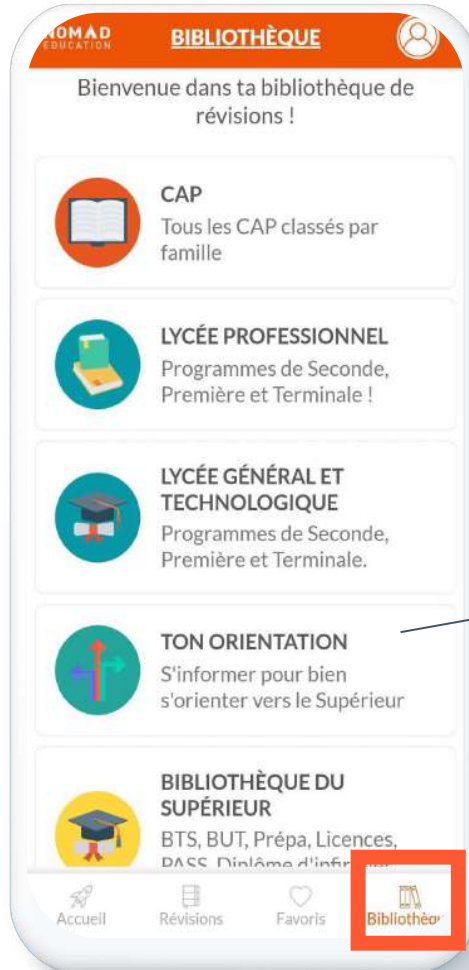 NOMAD
EDUCATION
BIBLIOTHÈQUE
Bienvenue dans ta bibliothèque de
révisions !
CAP
Tous les CAP classés par
famille
LYCÉE PROFESSIONNEL
Programmes de Seconde,
Première et Terminale !
LYCÉE GÉNÉRAL ET
TECHNOLOGIQUE
Programmes de Seconde,
Première et Terminale.
TON ORIENTATION
S'informer pour bien
s'orienter vers le Supérieur
BIBLIOTHÈQUE DU
SUPÉRIEUR
BTS, BUT, Prépa, Licences,
PASS, Diplôme
Accueil
Révisions
Favoris